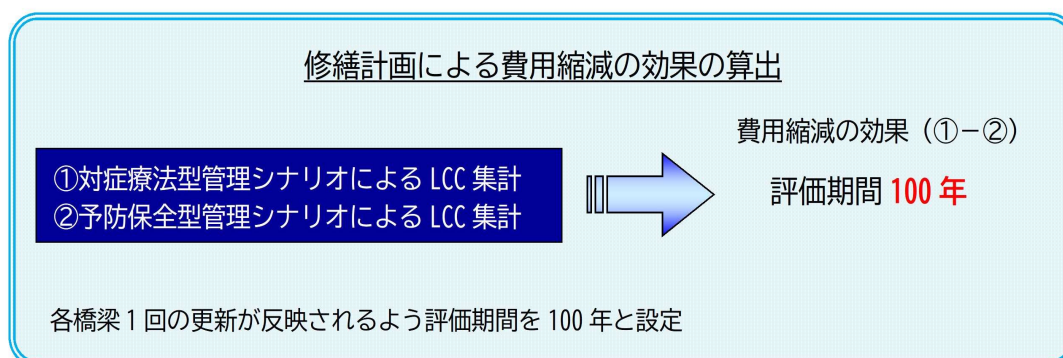 修繕計画による費用縮減の効果の算出
費用縮減の効果（①－②）
①対症療法型管理シナリオによる LCC 集計
②予防保全型管理シナリオによる LCC 集計
評価期間 100 年
各橋梁 1 回の更新が反映されるよう評価期間を 100 年と設定